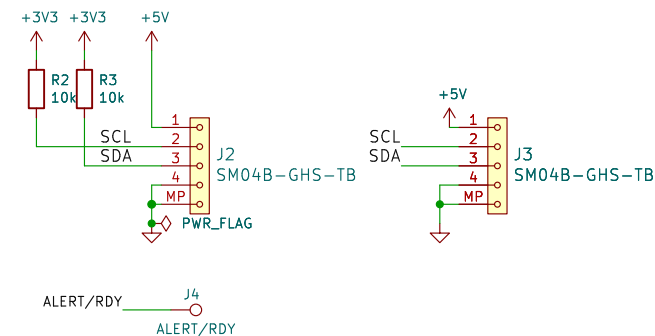 +3V3 +3V3 +5V
R2 R3
10k 10k
+5V
1
SCL 2
SDA 3
4
MP
J2
SM04B-GHS-TB
PWR_FLAG
1
SCL 2
SDA 3
4
MP
J3
SM04B-GHS-TB
J4
ALERT/RDY
ALERT/RDY